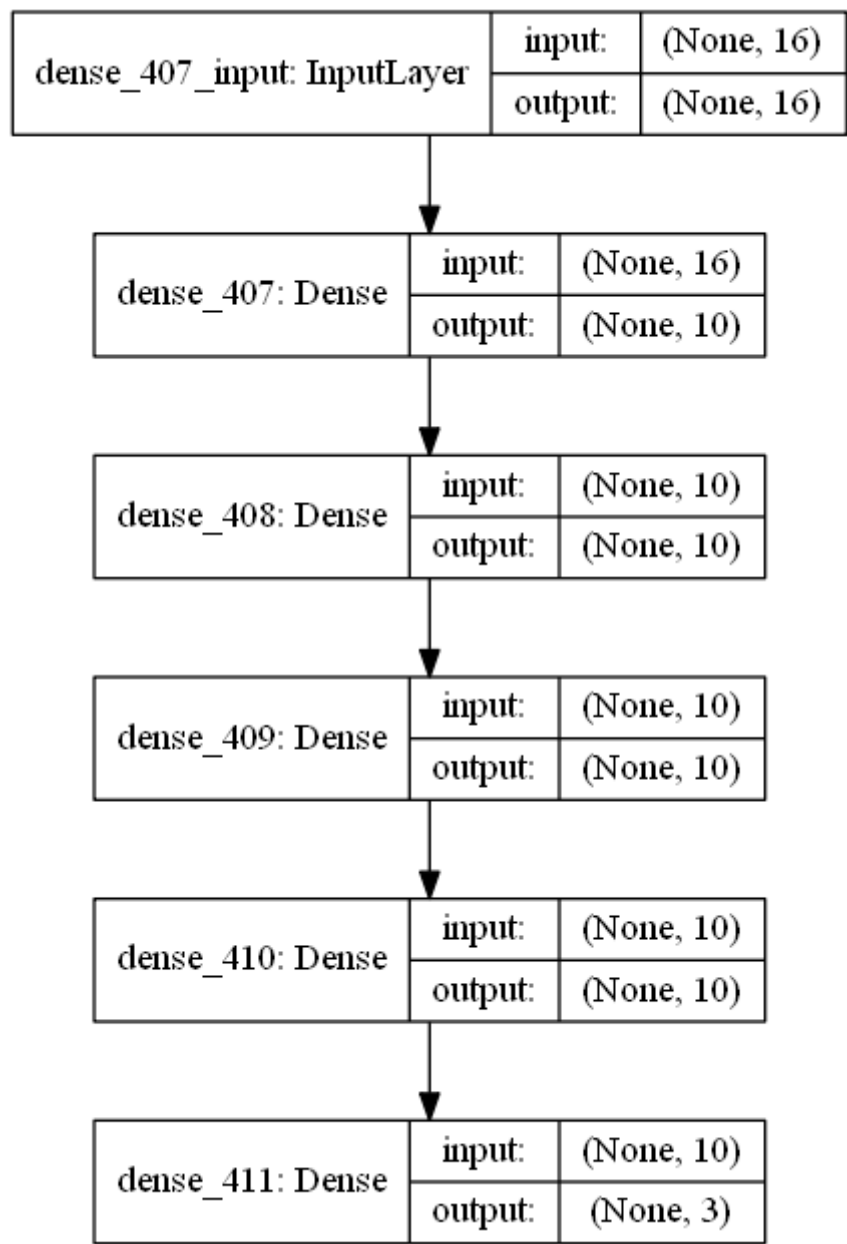 dense_407_input: InputLayer
input: (None, 16)
output: (None, 16)
dense_407: Dense
input: (None, 16)
output: (None, 10)
dense_408: Dense
input: (None, 10)
output: (None, 10)
dense_409: Dense
input: (None, 10)
output: (None, 10)
dense_410: Dense
input: (None, 10)
output: (None, 10)
dense_411: Dense
input: (None, 10)
output: (None, 3)